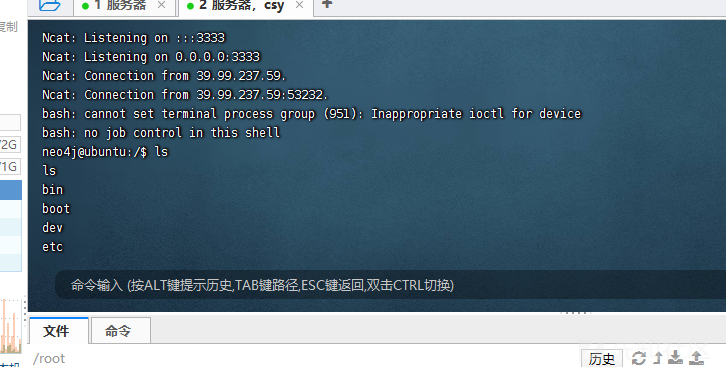 1 服务器 ×
2 服务器，csy × +
复制
Ncat: Listening on :::3333
Ncat: Listening on 0.0.0.0:3333
Ncat: Connection from 39.99.237.59.
Ncat: Connection from 39.99.237.59:53232.
bash: cannot set terminal process group (951): Inappropriate ioctl for device
bash: no job control in this shell
neo4j@ubuntu:/$ ls
ls
bin
boot
dev
etc
/2G
/1G
命令输入 (按ALT键提示历史,TAB键路径,ESC键返回,双击CTRL切换)
文件
命令
/root
历史